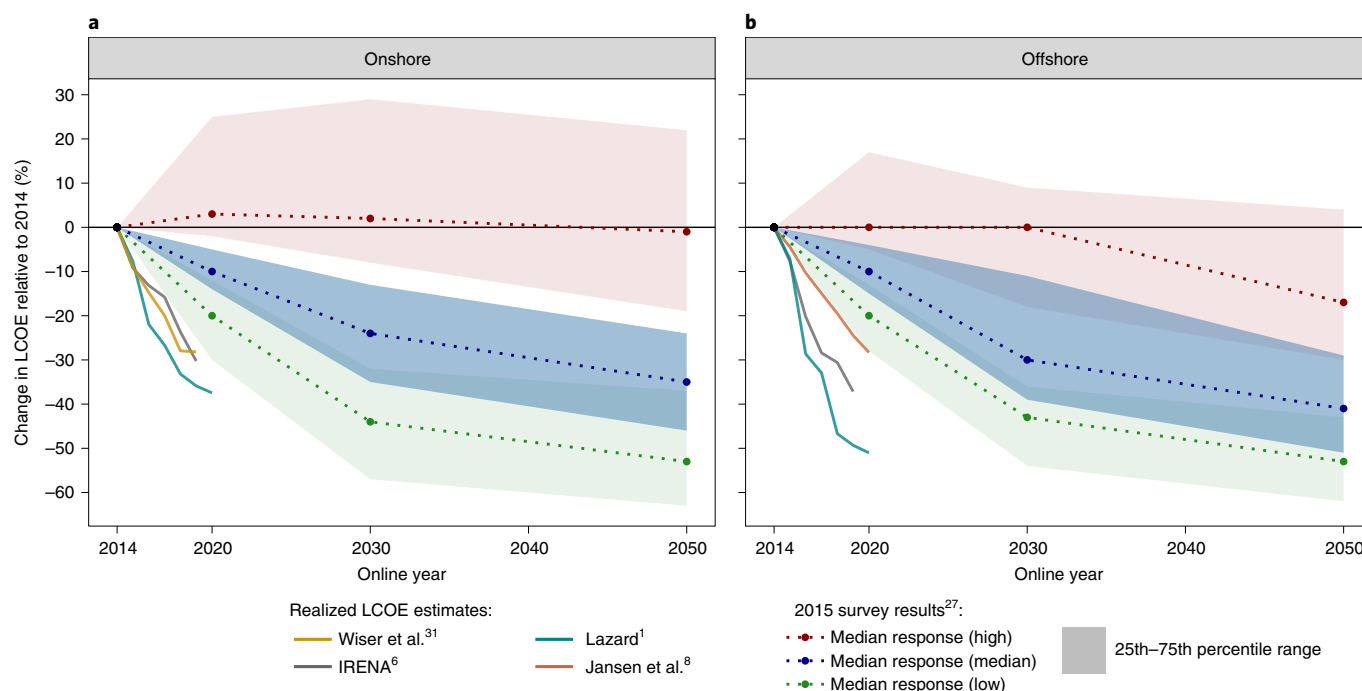 a
b
Onshore
Offshore
Change in LCOE relative to 2014 (%)
30
20
10
0
–10
–20
–30
–40
–50
–60
2014
2020
2030
2040
2050
2014
2020
2030
2040
2050
Online year
Online year
Realized LCOE estimates:
Wiser et al.31
Lazard1
IRENA6
Jansen et al.8
2015 survey results27:
Median response (high)
Median response (median)
Median response (low)
25th–75th percentile range